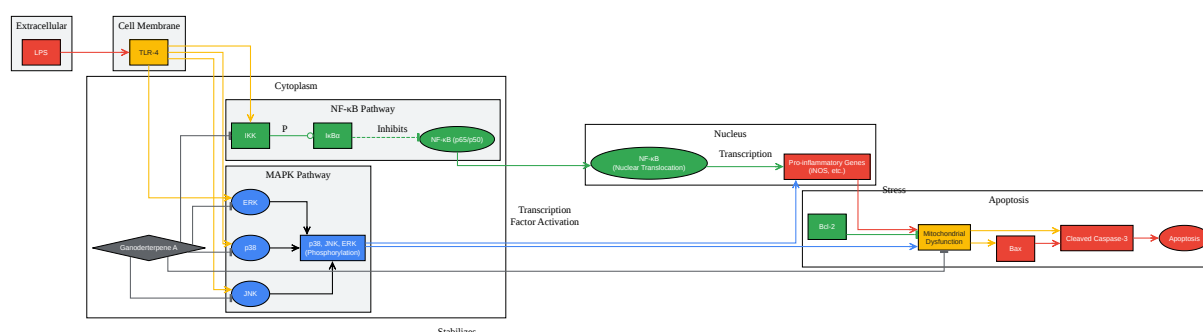 Extracellular
LPS
Cell Membrane
TLR-4
Cytoplasm
NF-κB Pathway
IKK
P
IκBα
Inhibits
NF-κB (p65/p50)
MAPK Pathway
ERK
p38
JNK
p38, JNK, ERK
(Phosphorylation)
Ganoderterpene A
Transcription
Factor Activation
Nucleus
NF-κB
(Nuclear Translocation)
Transcription
Pro-inflammatory Genes
(iNOS, etc.)
Stress
Apoptosis
Bcl-2
Mitochondrial
Dysfunction
Bax
Cleaved Caspase-3
Apoptosis
Stabilizes